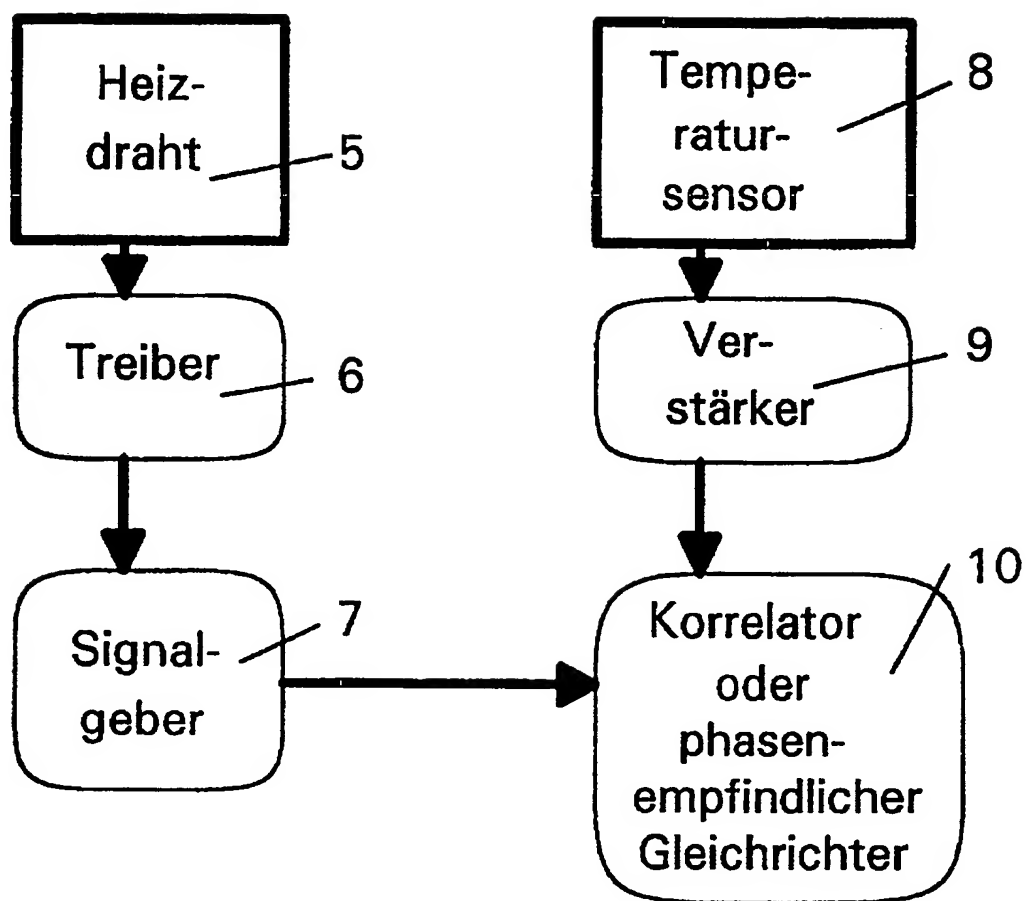 Heiz-
draht
5
Tempe-
ratur-
sensor
8
Treiber
6
Ver-
stärker
9
Signal-
geber
7
Korrelator
oder
phasen-
empfindlicher
Gleichrichter
10